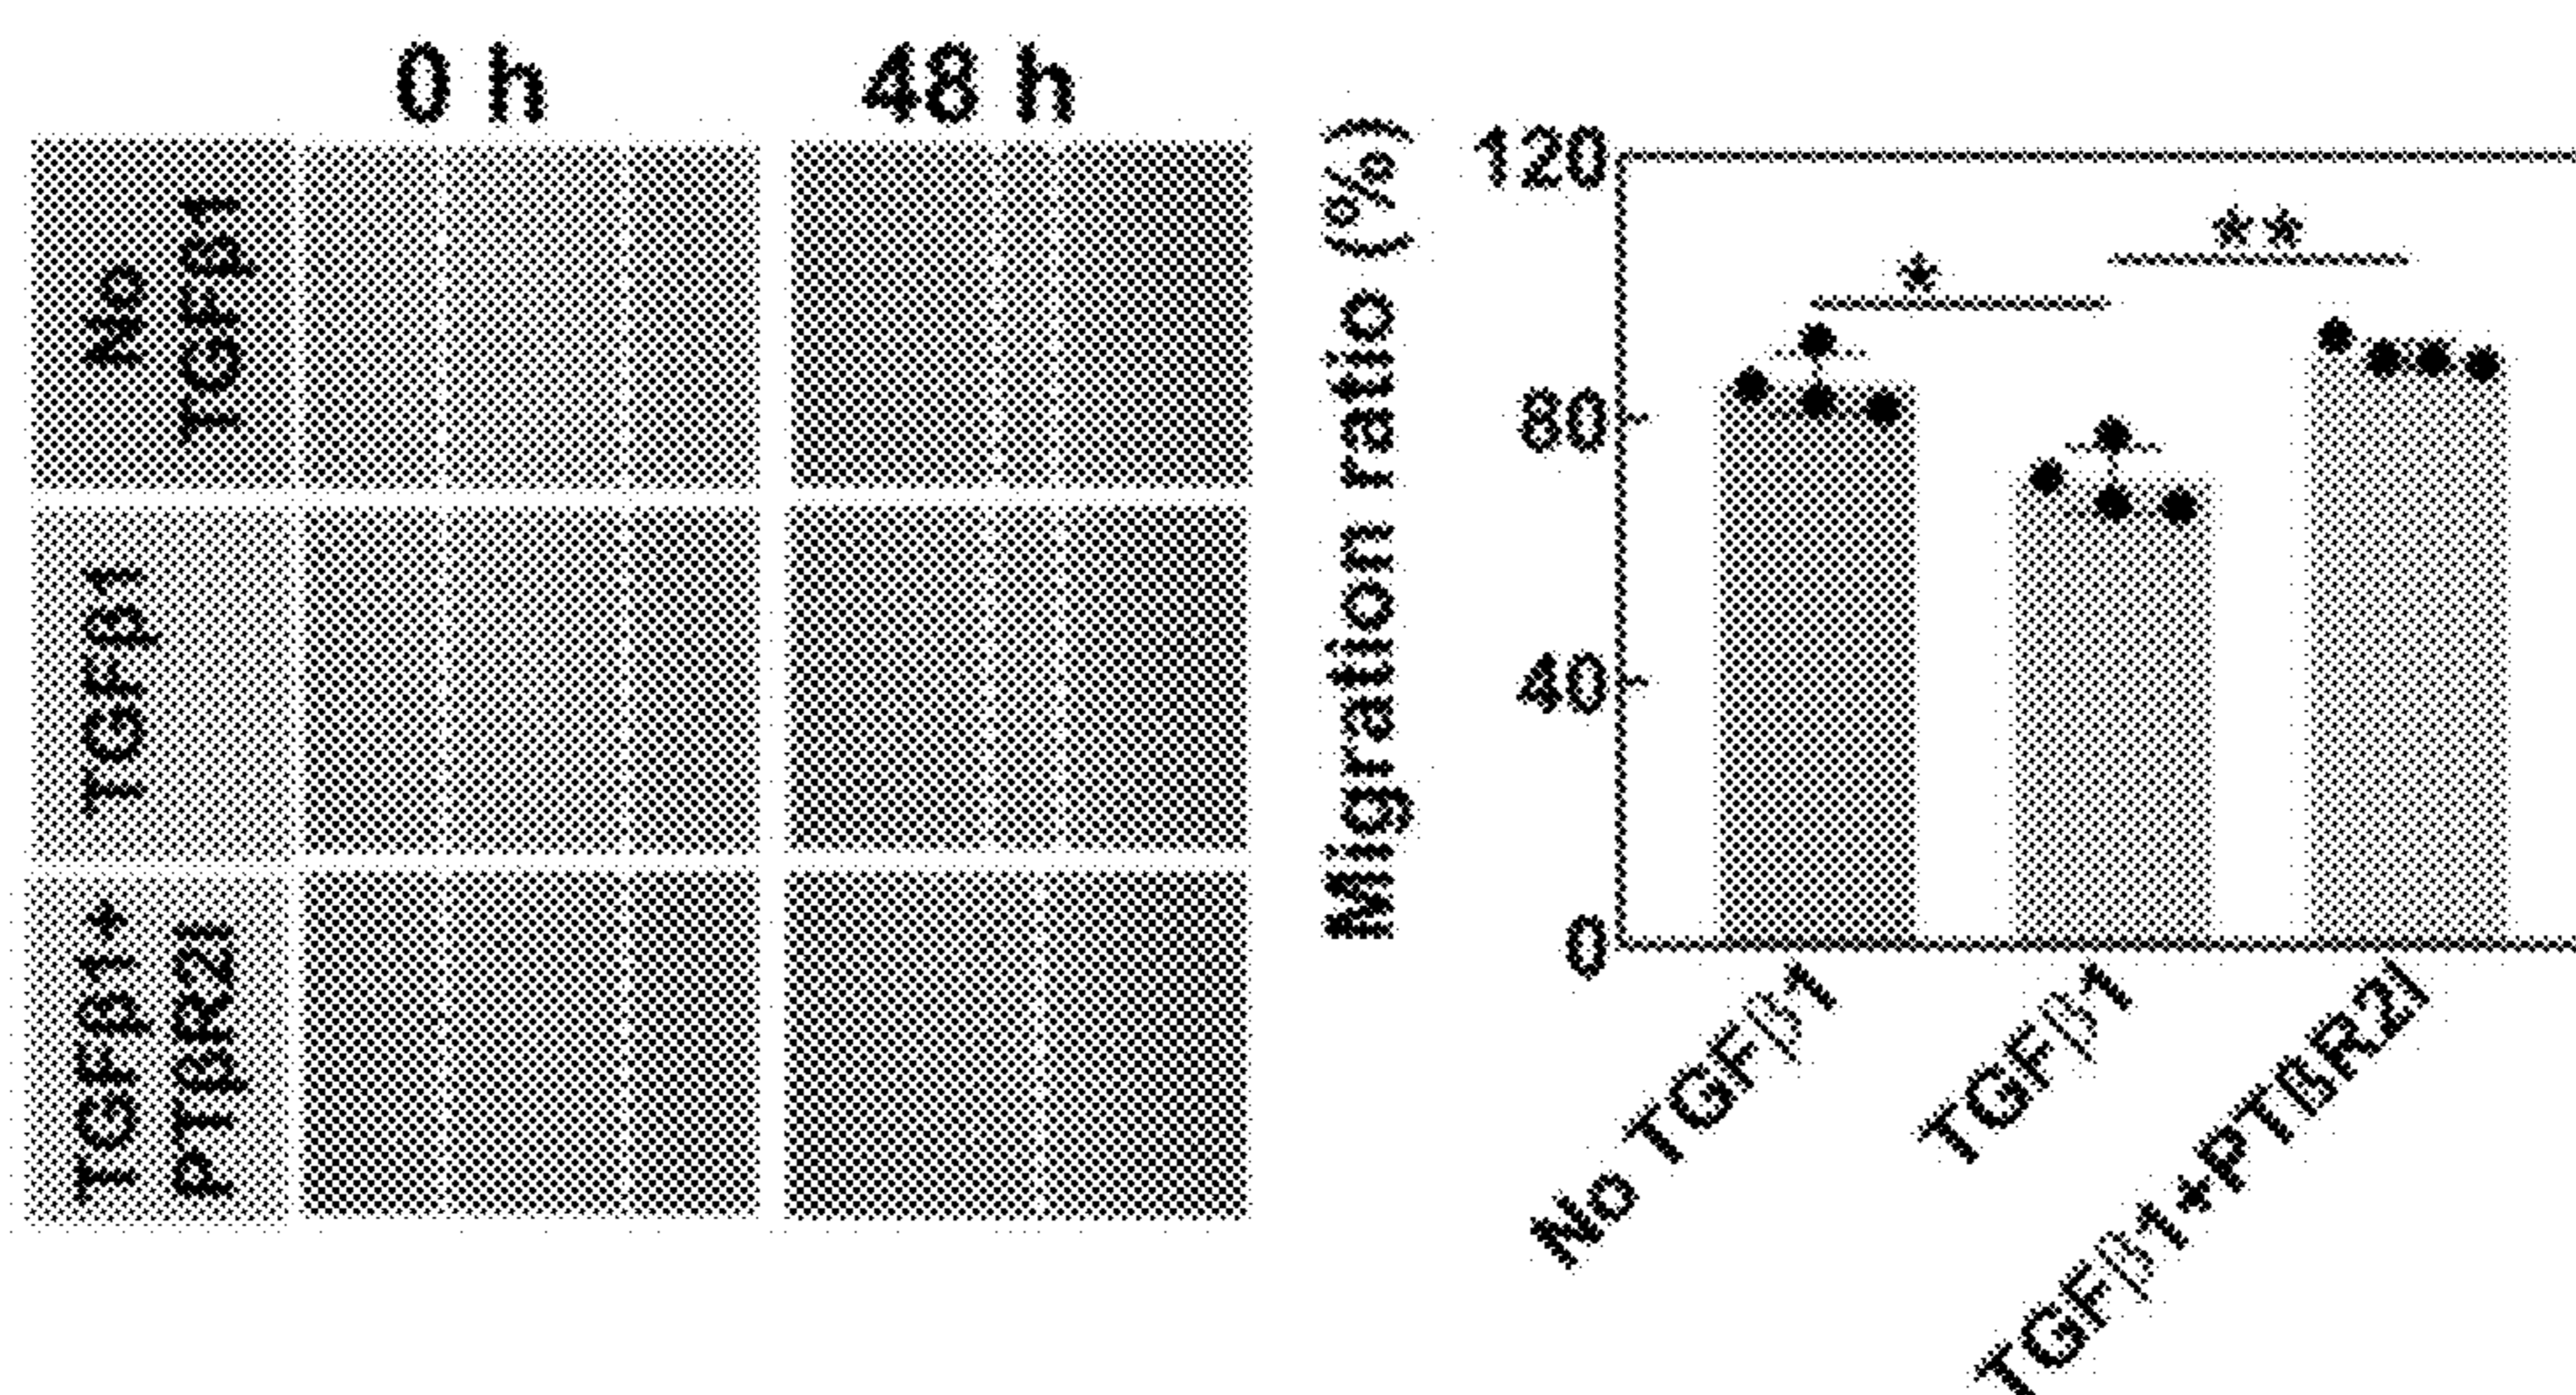 0 h
48 h
No
TGFβ1
TGFβ1
TGFβ1+
PTβR2I
Migration ratio (%)
120
80
40
0
*
**
No TGFβ1
TGFβ1
TGFβ1+PTβR2I